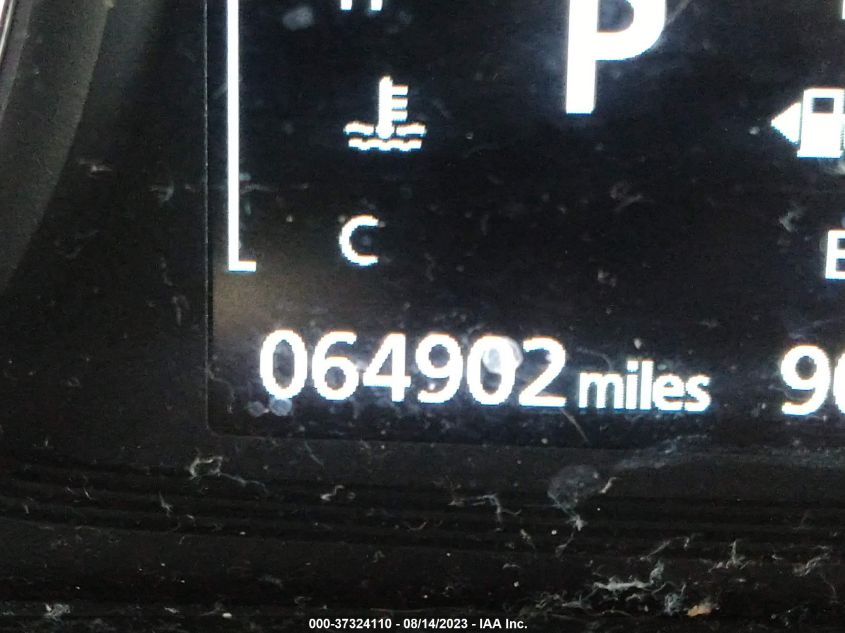 P
C
064902 miles
000-37324110 - 08/14/2023 - IAA Inc.